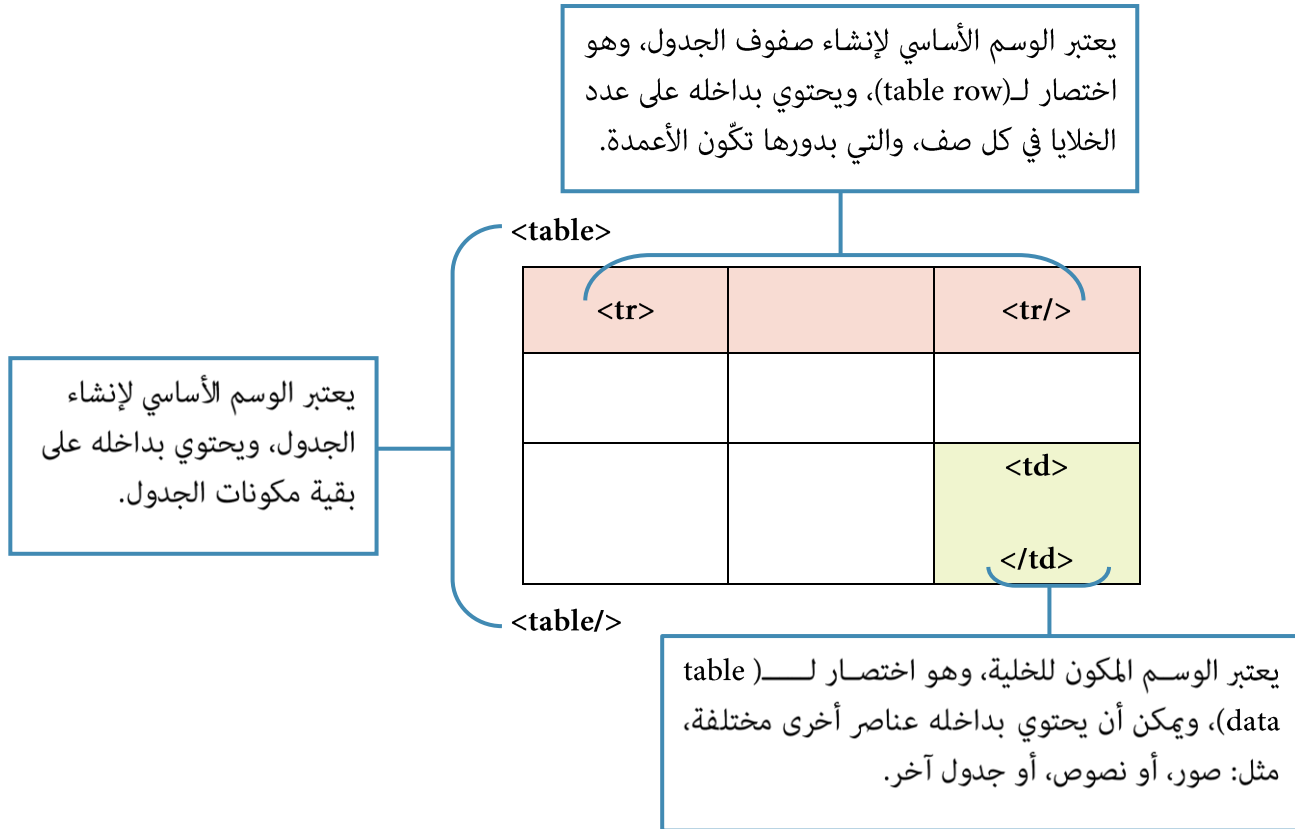 يعتبر الوسم الأساسي لإنشاء صفوف الجدول، وهو
اختصار لـ(table row)، ويحتوي بداخله على عدد
الخلايا في كل صف، والتي بدورها تكّون الأعمدة.
<table>
<tr>
<tr/>
يعتبر الوسم الأساسي لإنشاء
الجدول، ويحتوي بداخله على
بقية مكونات الجدول.
<td>
</td>
<table/>
يعتبر الوسم المكون للخلية، وهو اختصار لـ(table
data)، ويمكن أن يحتوي بداخله عناصر أخرى مختلفة،
مثل: صور، أو نصوص، أو جدول آخر.